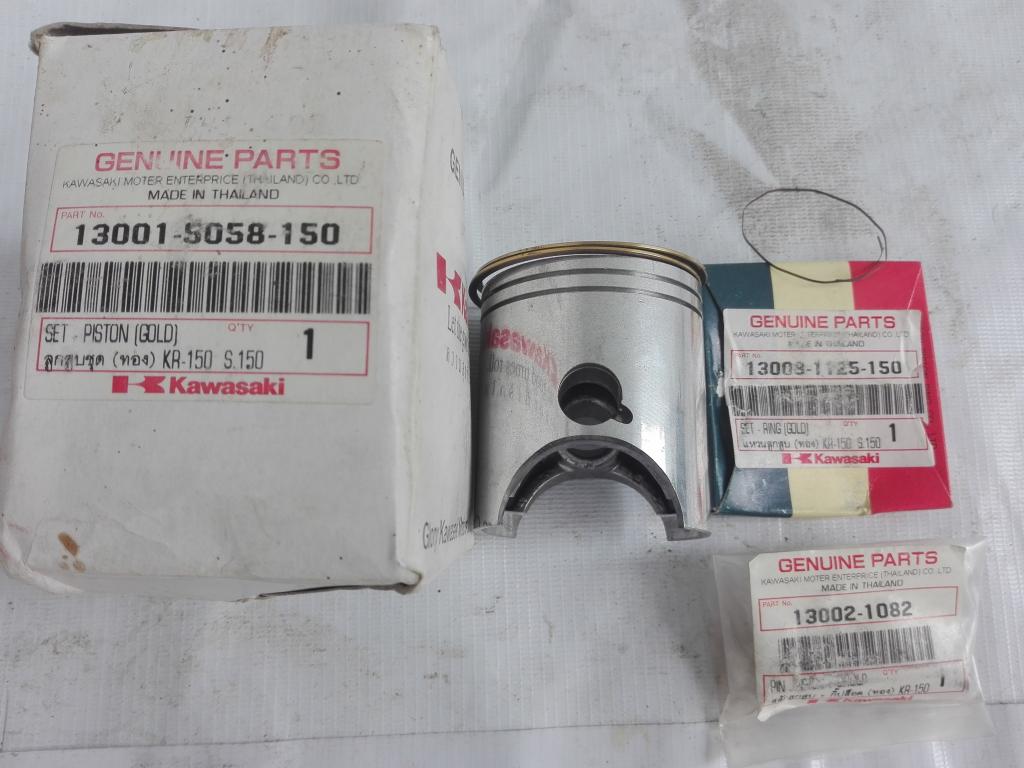 GENUINE PARTS
KAWASAKI MOTER ENTERPRICE (THAILAND) CO.,LTD
MADE IN THAILAND
PART No.
13001-5058-150
SET - PISTON (GOLD) Q'TY 1
ลูกสูบชุด (ทอง) KR-150 S.150
Kawasaki
Kawasaki
GENUINE PARTS
KAWASAKI MOTER ENTERPRICE (THAILAND) CO. LTD
MADE IN THAILAND
PART No.
13008-1125-150
SET - RING (GOLD) Q'TY 1
แหวนลูกสูบ (ทอง) KR-150 S.150
Kawasaki
GENUINE PARTS
KAWASAKI MOTER ENTERPRICE (THAILAND) CO. LTD
MADE IN THAILAND
PART No.
13002-1082
PIN 1
(ทอง) KR-150
Kawasaki